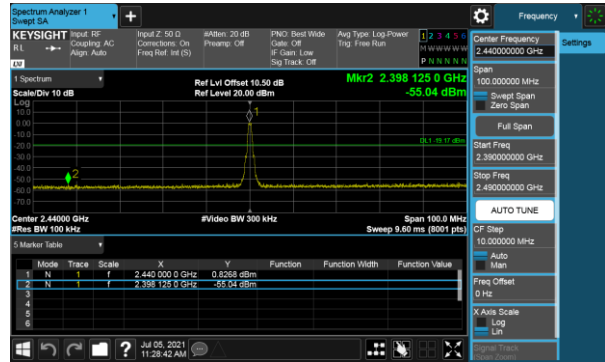 Spectrum Analyzer 1
Swept SA
+
Frequency
KEYSIGHT Input: RF Input Z: 50 Ω #Atten: 20 dB PNO: Best Wide Avg Type: Log-Power 1 2 3 4 5 6
RL Coupling: AC Corrections: On Preamp: Off Gate: Off Trig: Free Run M W W W W W
Align: Auto Freq Ref: Int (S) IF Gain: Low P N N N N N
Sig Track: Off
LXI
Center Frequency
2.440000000 GHz
Settings
Span
100.000000 MHz
Swept Span
Zero Span
Full Span
Start Freq
2.390000000 GHz
Stop Freq
2.490000000 GHz
AUTO TUNE
CF Step
10.000000 MHz
Auto
Man
Freq Offset
0 Hz
X Axis Scale
Log
Lin
Signal Track
(Span Zoom)
1 Spectrum
Scale/Div 10 dB
Ref Lvl Offset 10.50 dB
Ref Level 20.00 dBm
Mkr2 2.398 125 0 GHz
-55.04 dBm
Log
10.0
0.00
-10.0
-20.0
-30.0
-40.0
-50.0
-60.0
-70.0
1
2
DL1 -19.17 dBm
Center 2.44000 GHz #Video BW 300 kHz Span 100.0 MHz
#Res BW 100 kHz Sweep 9.60 ms (8001 pts)
5 Marker Table
Mode Trace Scale X Y Function Function Width Function Value
1 N 1 f 2.440 000 0 GHz 0.8268 dBm
2 N 1 f 2.398 125 0 GHz -55.04 dBm
3
4
5
6
? Jul 05, 2021
11:28:42 AM